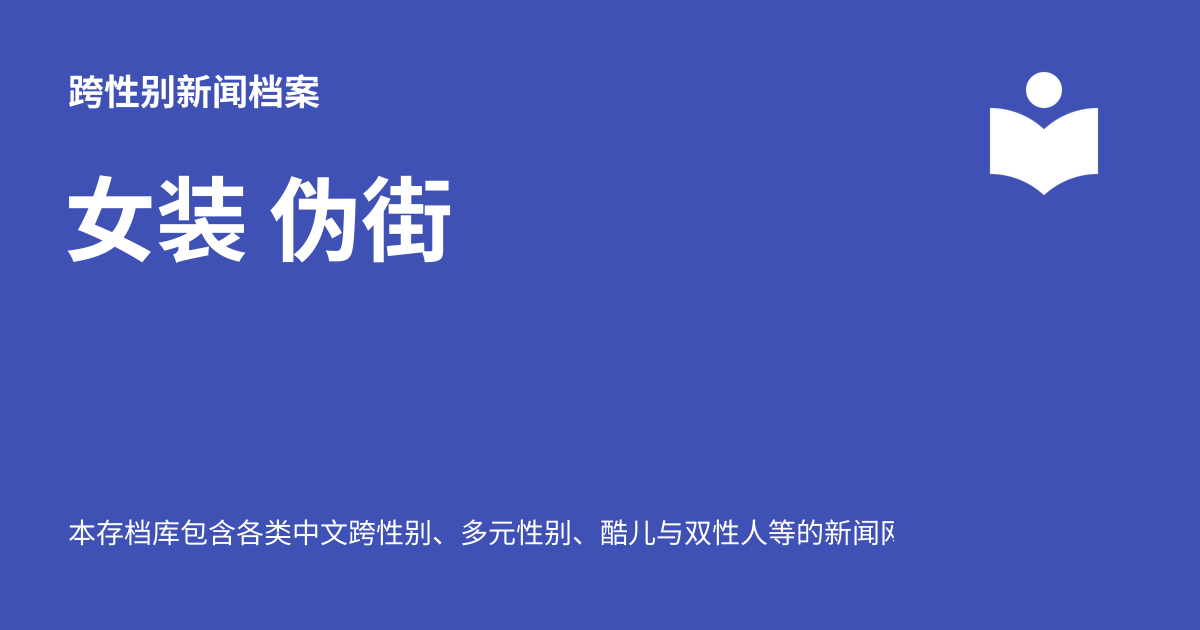 跨性别新闻档案
女装 伪街
本存档库包含各类中文跨性别、多元性别、酷儿与双性人等的新闻